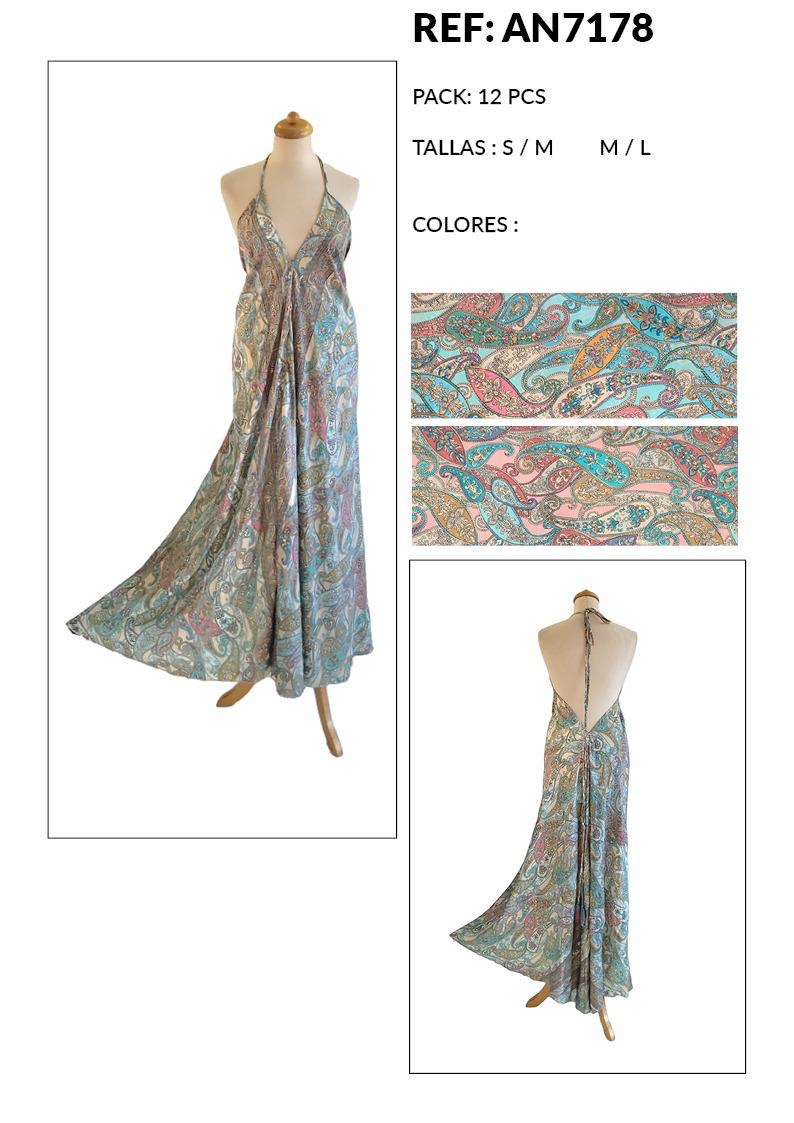 REF: AN7178
PACK: 12 PCS
TALLAS : S / M M / L
COLORES :